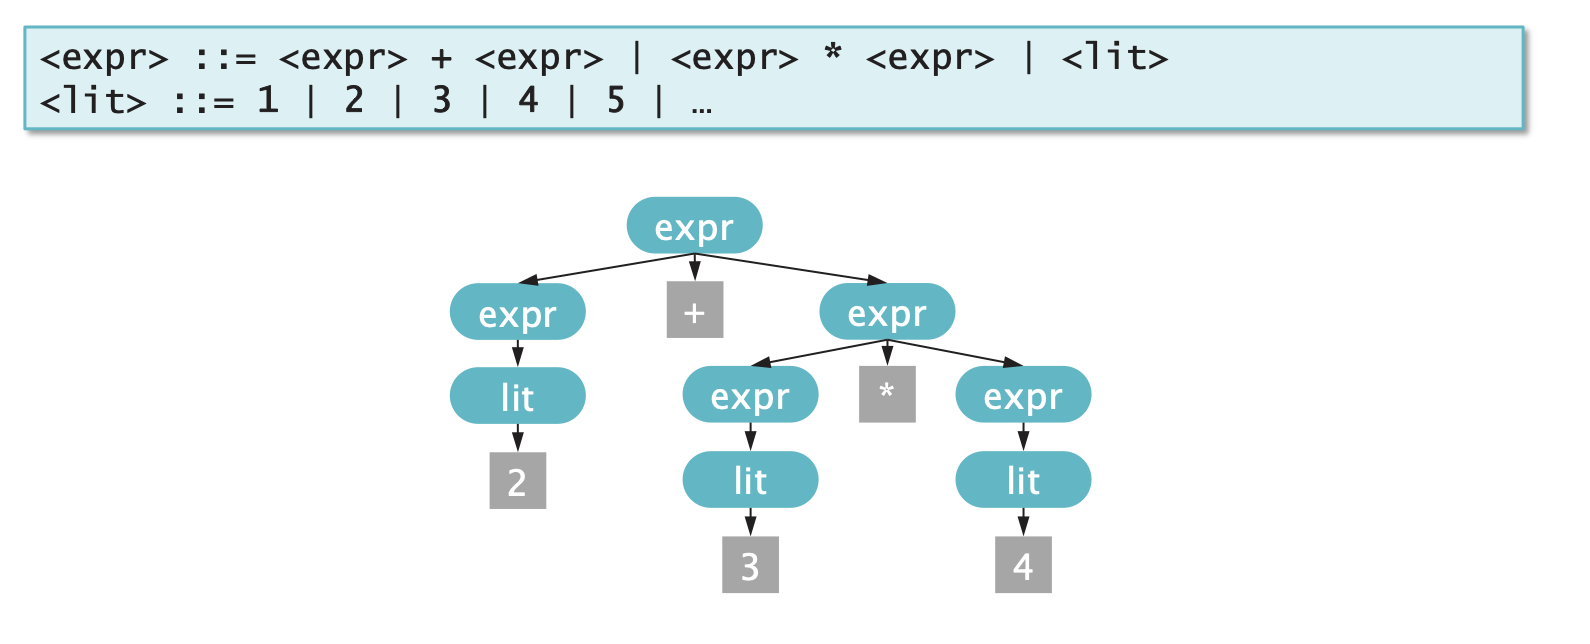 <expr> ::= <expr> + <expr> | <expr> * <expr> | <lit>
<lit> ::= 1 | 2 | 3 | 4 | 5 | …
expr
expr + expr
lit expr * expr
2 lit lit
3 4